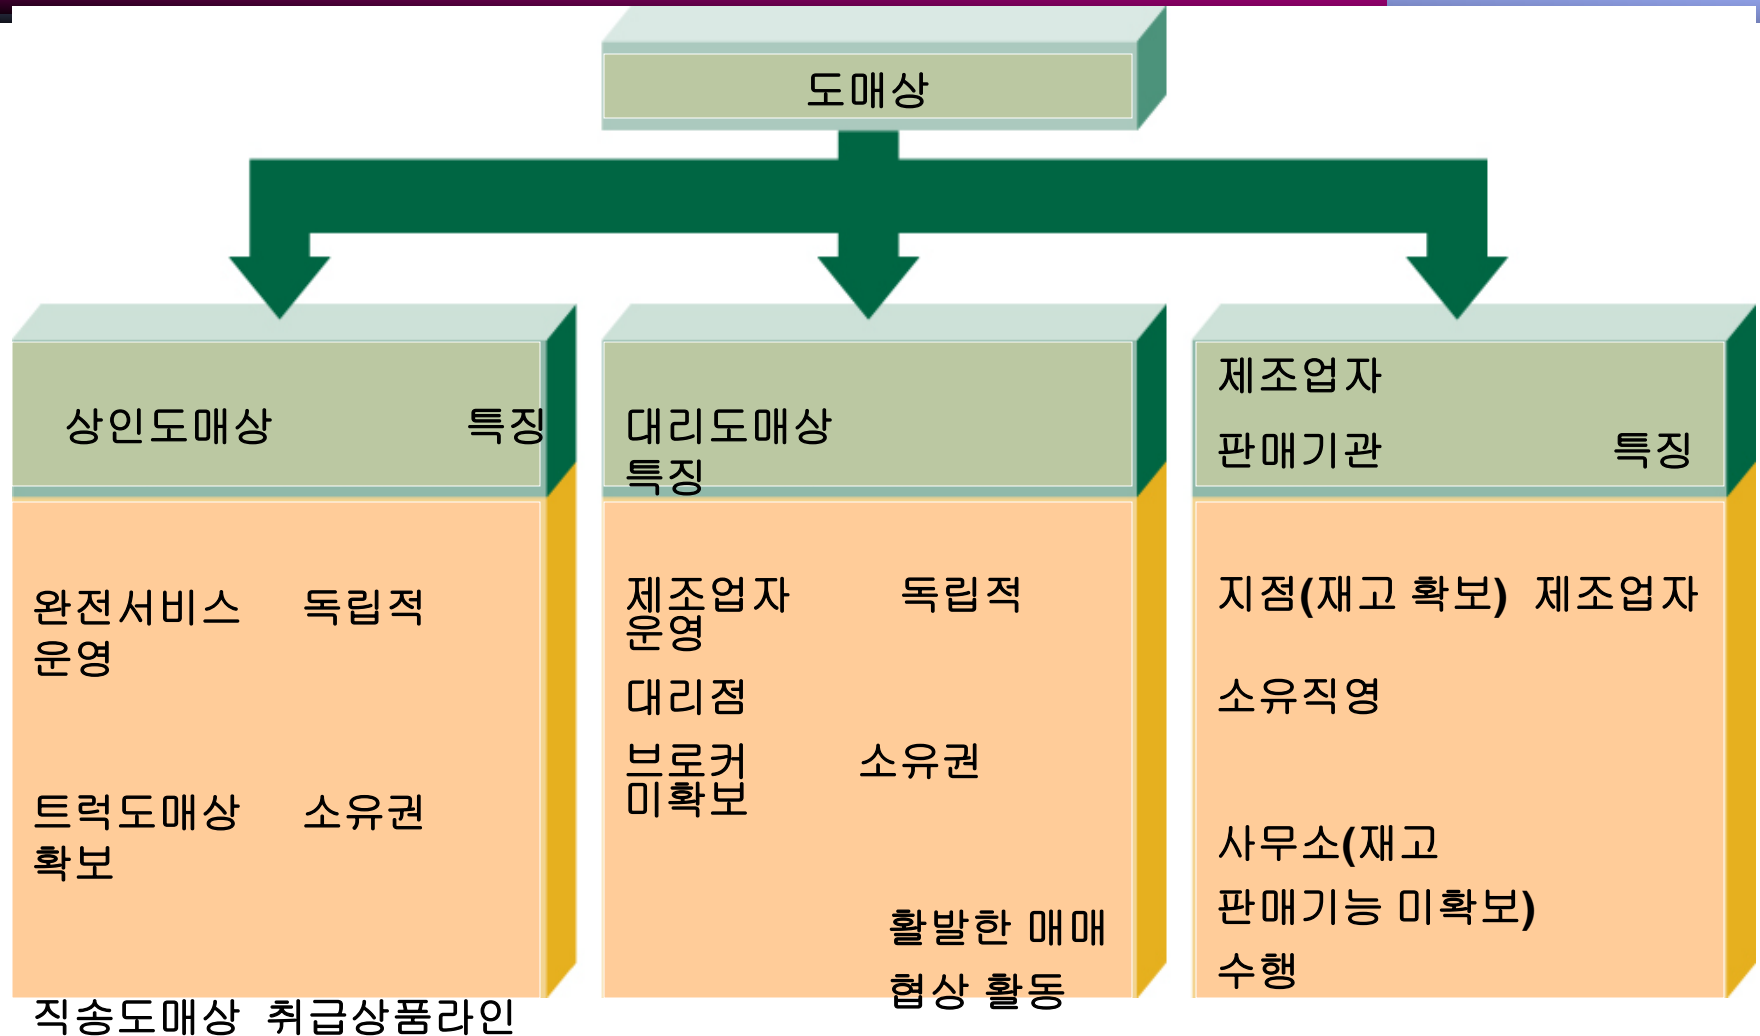 도매상
상인도매상 특징
완전서비스 독립적
운영
트럭도매상 소유권
확보
직송도매상 취급상품라인
대리도매상
특징
제조업자 독립적
운영
대리점
브로커 소유권
미확보
활발한 매매
협상 활동
제조업자
판매기관 특징
지점(재고 확보) 제조업자
소유직영
사무소(재고
판매기능 미확보)
수행